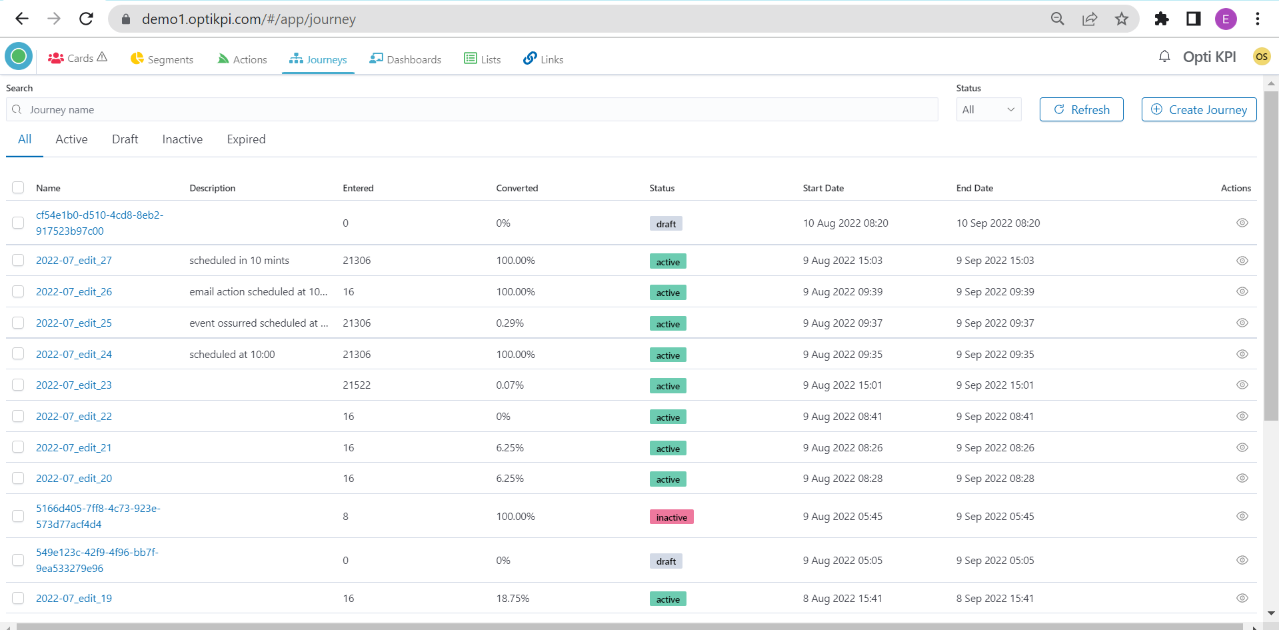 demo1.optikpi.com/#/app/journey
E
Cards
Segments
Actions
Journeys
Dashboards
Lists
Links
Opti KPI
OS
Search
Status
Journey name
All
Refresh
Create Journey
All Active Draft Inactive Expired
Name Description Entered Converted Status Start Date End Date Actions
cf54e1b0-d510-4cd8-8eb2-
917523b97c00
0 0% draft 10 Aug 2022 08:20 10 Sep 2022 08:20
2022-07_edit_27 scheduled in 10 mints 21306 100.00% active 9 Aug 2022 15:03 9 Sep 2022 15:03
2022-07_edit_26 email action scheduled at 10... 16 100.00% active 9 Aug 2022 09:39 9 Sep 2022 09:39
2022-07_edit_25 event ossurred scheduled at ... 21306 0.29% active 9 Aug 2022 09:37 9 Sep 2022 09:37
2022-07_edit_24 scheduled at 10:00 21306 100.00% active 9 Aug 2022 09:35 9 Sep 2022 09:35
2022-07_edit_23 21522 0.07% active 9 Aug 2022 15:01 9 Sep 2022 15:01
2022-07_edit_22 16 0% active 9 Aug 2022 08:41 9 Sep 2022 08:41
2022-07_edit_21 16 6.25% active 9 Aug 2022 08:26 9 Sep 2022 08:26
2022-07_edit_20 16 6.25% active 9 Aug 2022 08:28 9 Sep 2022 08:28
5166d405-7ff8-4c73-923e-
573d77acf4d4
8 100.00% inactive 9 Aug 2022 05:45 9 Sep 2022 05:45
549e123c-42f9-4f96-bb7f-
9ea533279e96
0 0% draft 9 Aug 2022 05:05 9 Sep 2022 05:05
2022-07_edit_19 16 18.75% active 8 Aug 2022 15:41 8 Sep 2022 15:41